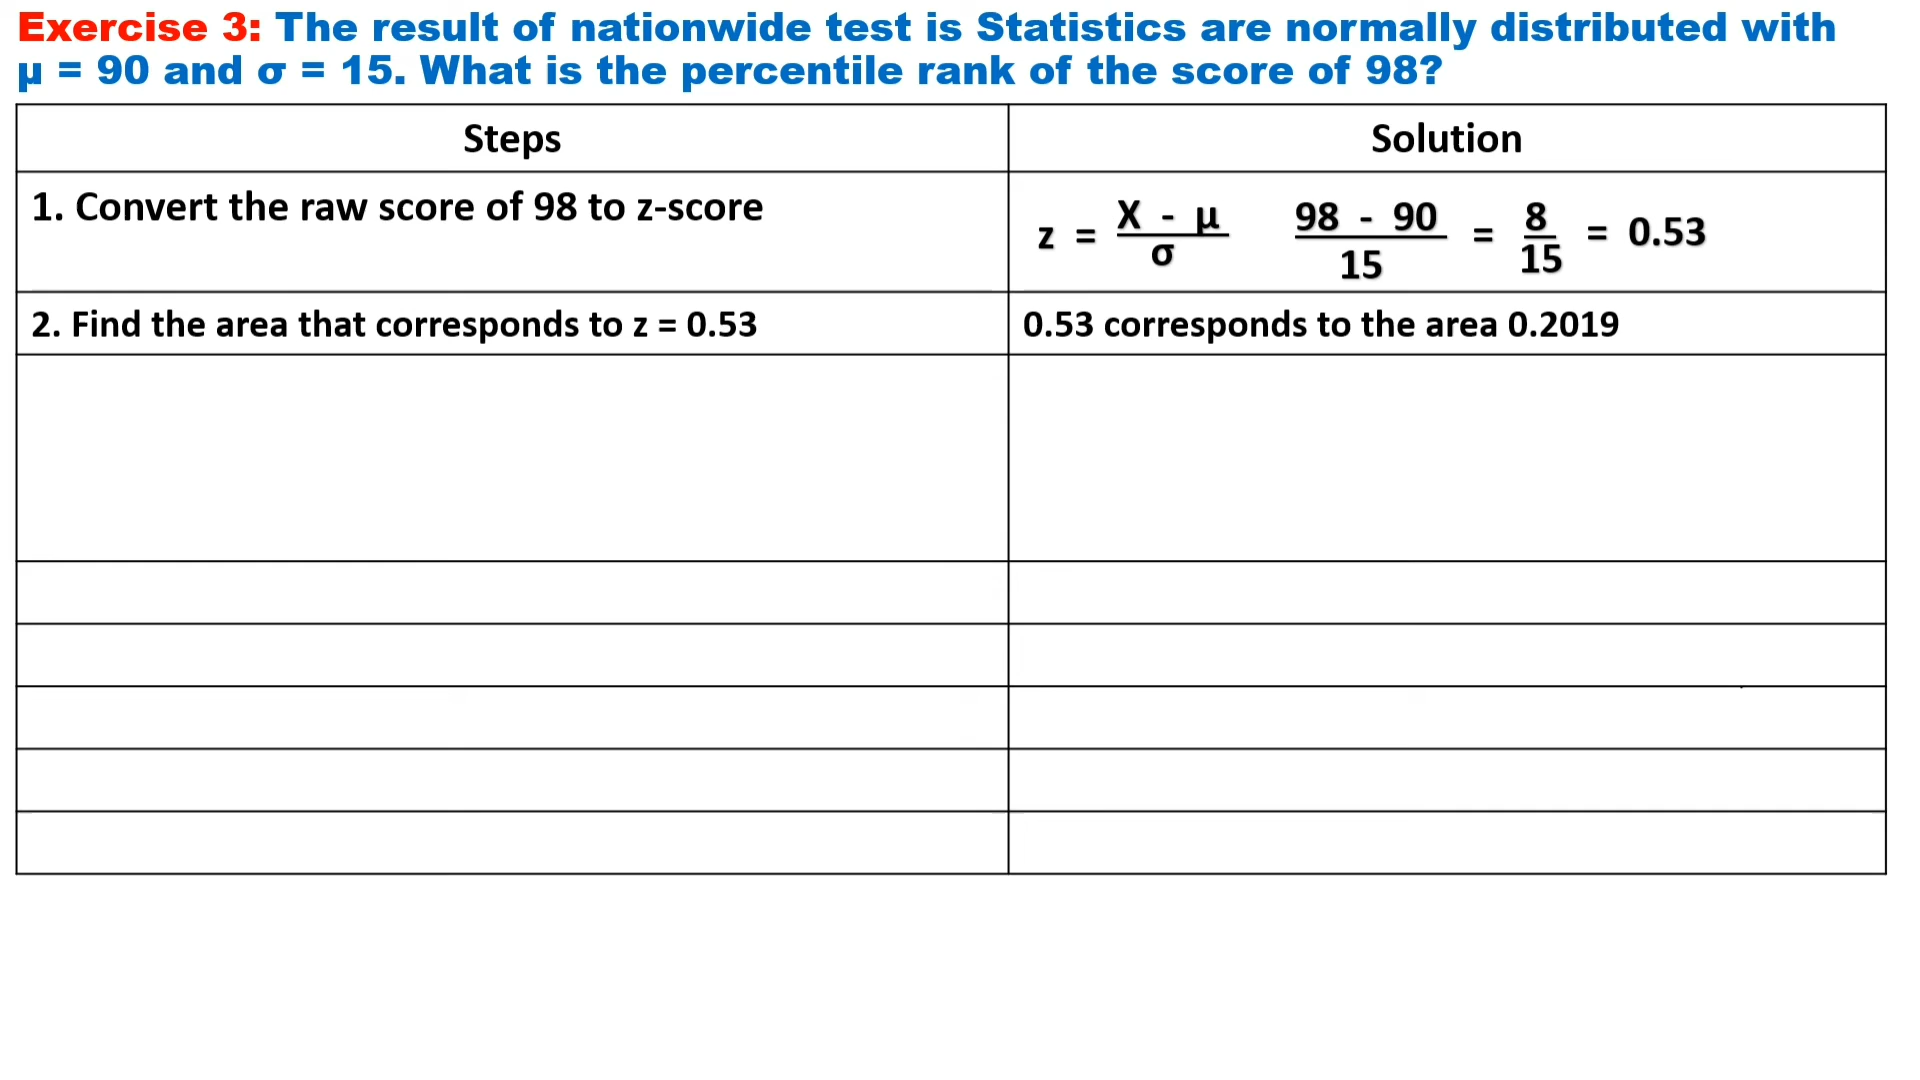 Exercise 3: The result of nationwide test is Statistics are normally distributed with
μ = 90 and σ = 15. What is the percentile rank of the score of 98?
Steps
Solution
1. Convert the raw score of 98 to z-score
z = X - μ / σ 98 - 90 / 15 = 8 / 15 = 0.53
2. Find the area that corresponds to z = 0.53
0.53 corresponds to the area 0.2019